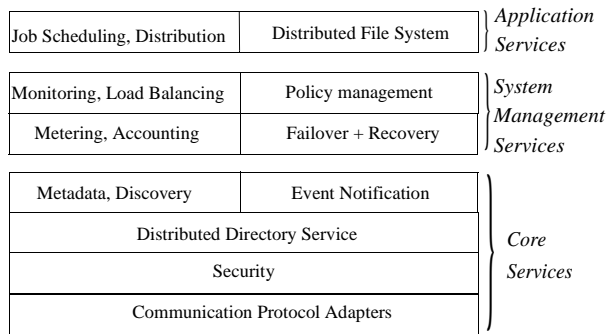 Job Scheduling, Distribution
Distributed File System
Application
Services
Monitoring, Load Balancing
Policy management
Metering, Accounting
Failover + Recovery
System
Management
Services
Metadata, Discovery
Event Notification
Distributed Directory Service
Security
Communication Protocol Adapters
Core
Services